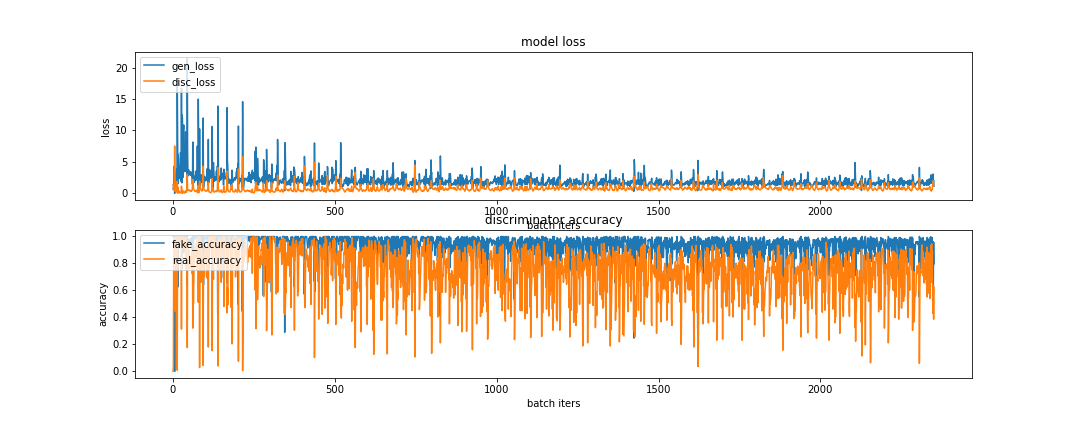 model loss
gen_loss
disc_loss
20
15
10
5
0
loss
0
500
1000
1500
2000
batch iters
discriminator accuracy
fake_accuracy
real_accuracy
1.0
0.8
0.6
0.4
0.2
0.0
accuracy
0
500
1000
1500
2000
batch iters